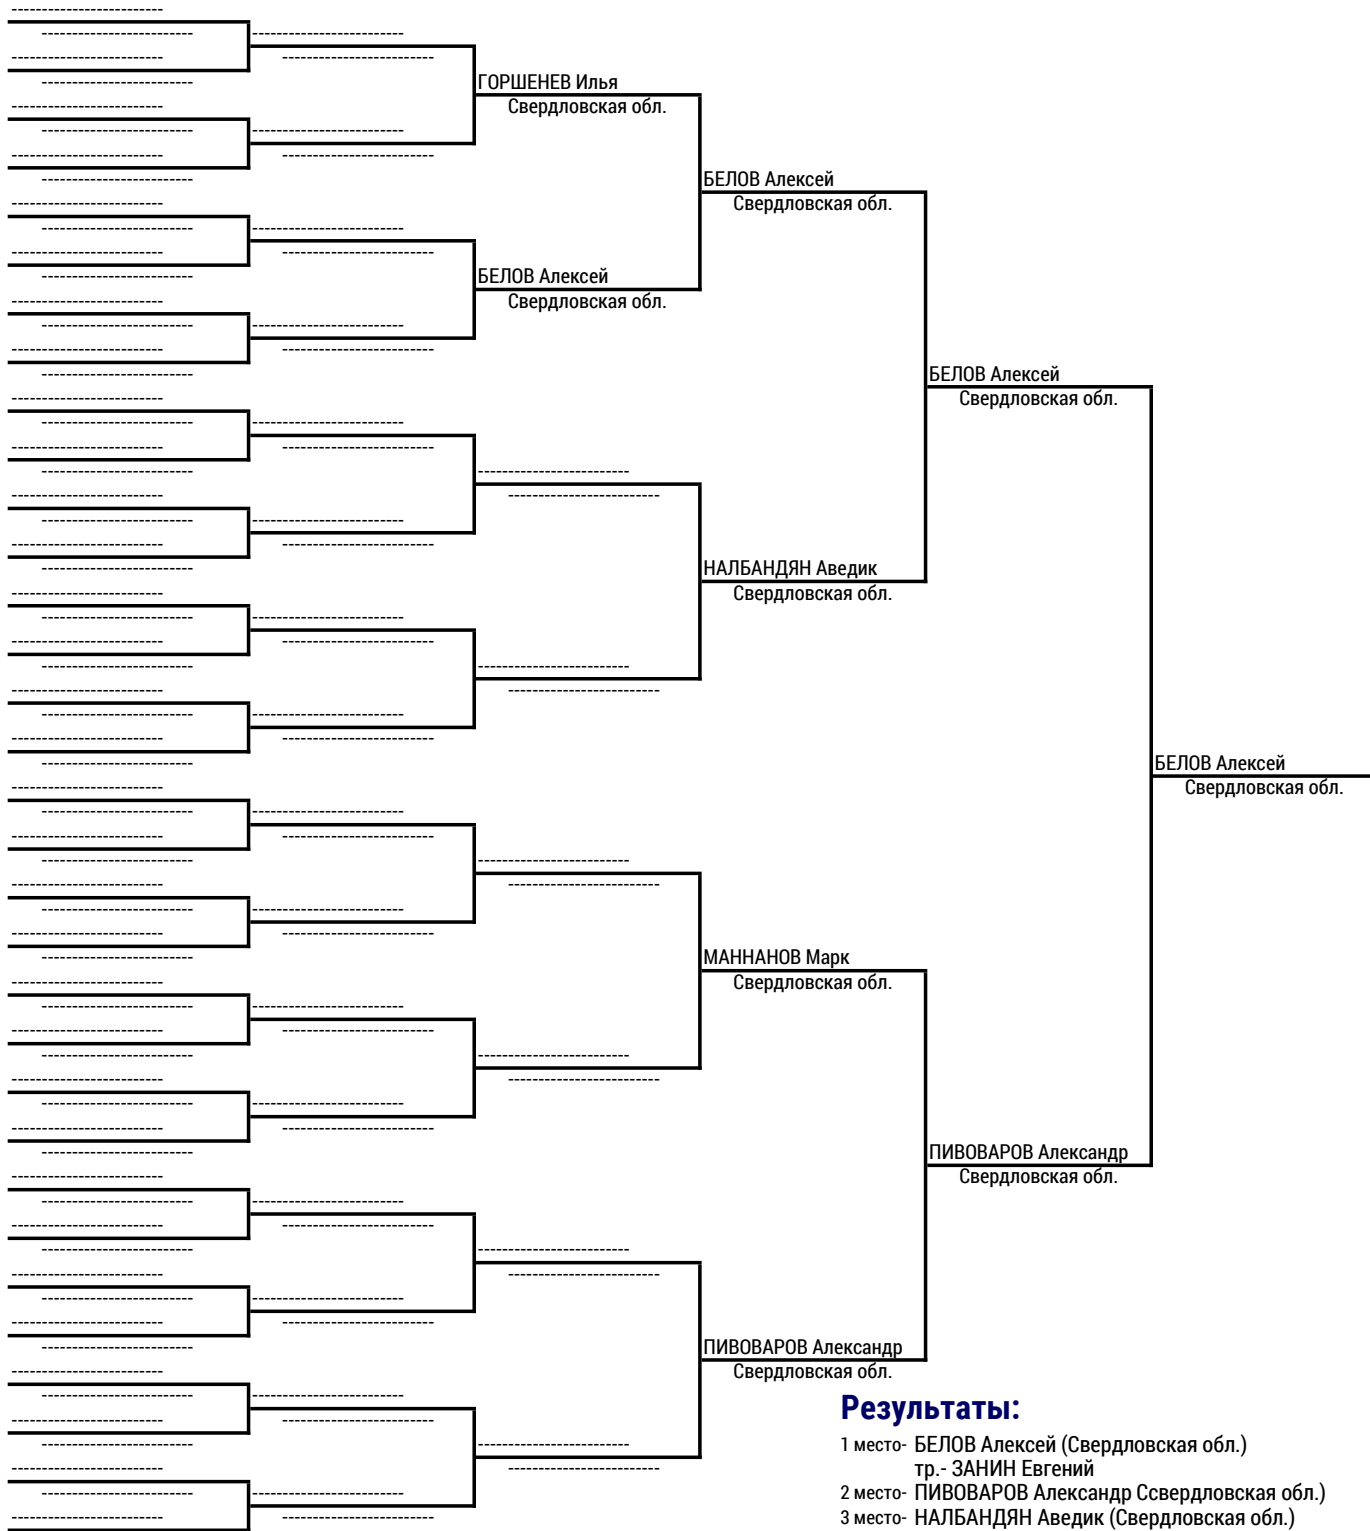 ГОРШЕНЕВ Илья
Свердловская обл.
БЕЛОВ Алексей
Свердловская обл.
БЕЛОВ Алексей
Свердловская обл.
БЕЛОВ Алексей
Свердловская обл.
НАЛБАНДЯН Аведик
Свердловская обл.
БЕЛОВ Алексей
Свердловская обл.
МАННАНОВ Марк
Свердловская обл.
ПИВОВАРОВ Александр
Свердловская обл.
ПИВОВАРОВ Александр
Свердловская обл.
Результаты:
1 место- БЕЛОВ Алексей (Свердловская обл.)
тр.- ЗАНИН Евгений
2 место- ПИВОВАРОВ Александр Ссвердловская обл.)
3 место- НАЛБАНДЯН Аведик (Свердловская обл.)